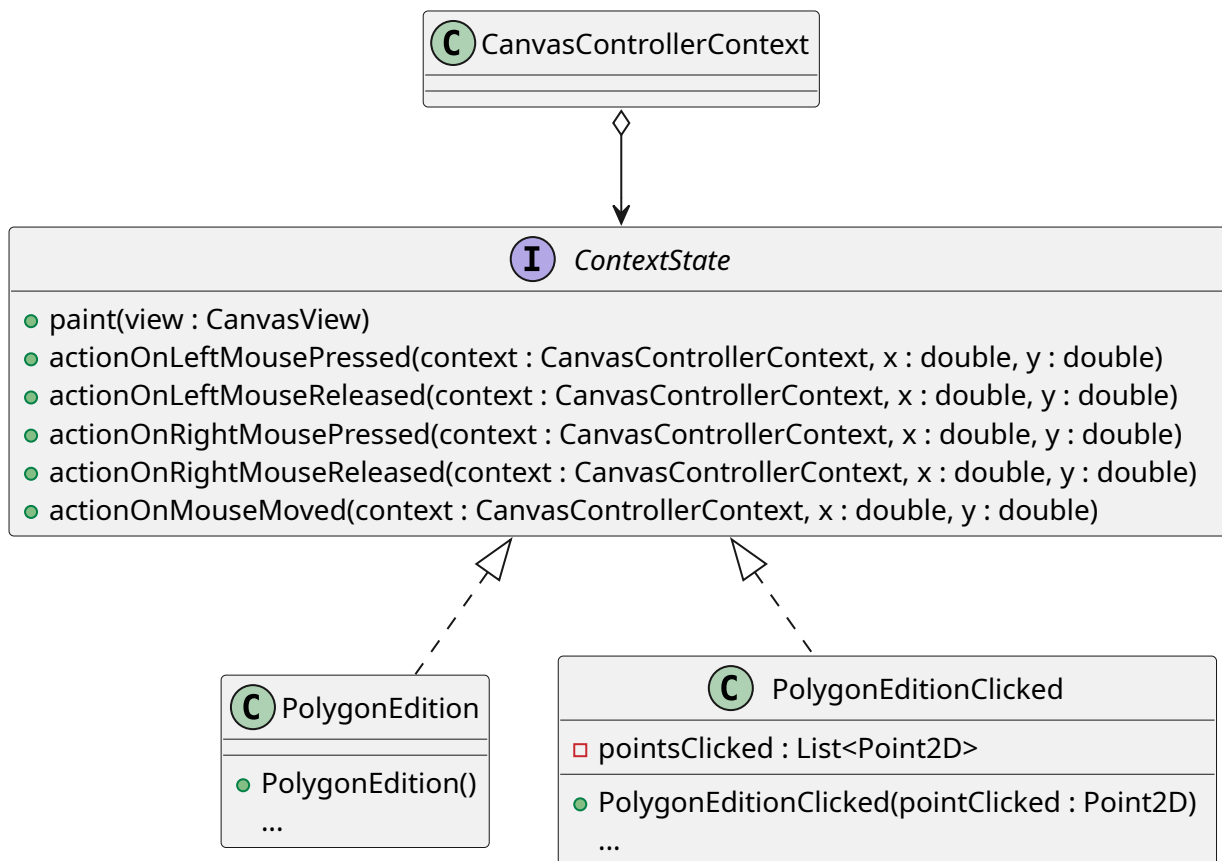 C CanvasControllerContext
I ContextState
paint(view : CanvasView)
actionOnLeftMousePressed(context : CanvasControllerContext, x : double, y : double)
actionOnLeftMouseReleased(context : CanvasControllerContext, x : double, y : double)
actionOnRightMousePressed(context : CanvasControllerContext, x : double, y : double)
actionOnRightMouseReleased(context : CanvasControllerContext, x : double, y : double)
actionOnMouseMoved(context : CanvasControllerContext, x : double, y : double)
C PolygonEdition
PolygonEdition()
...
C PolygonEditionClicked
pointsClicked : List<Point2D>
PolygonEditionClicked(pointClicked : Point2D)
...